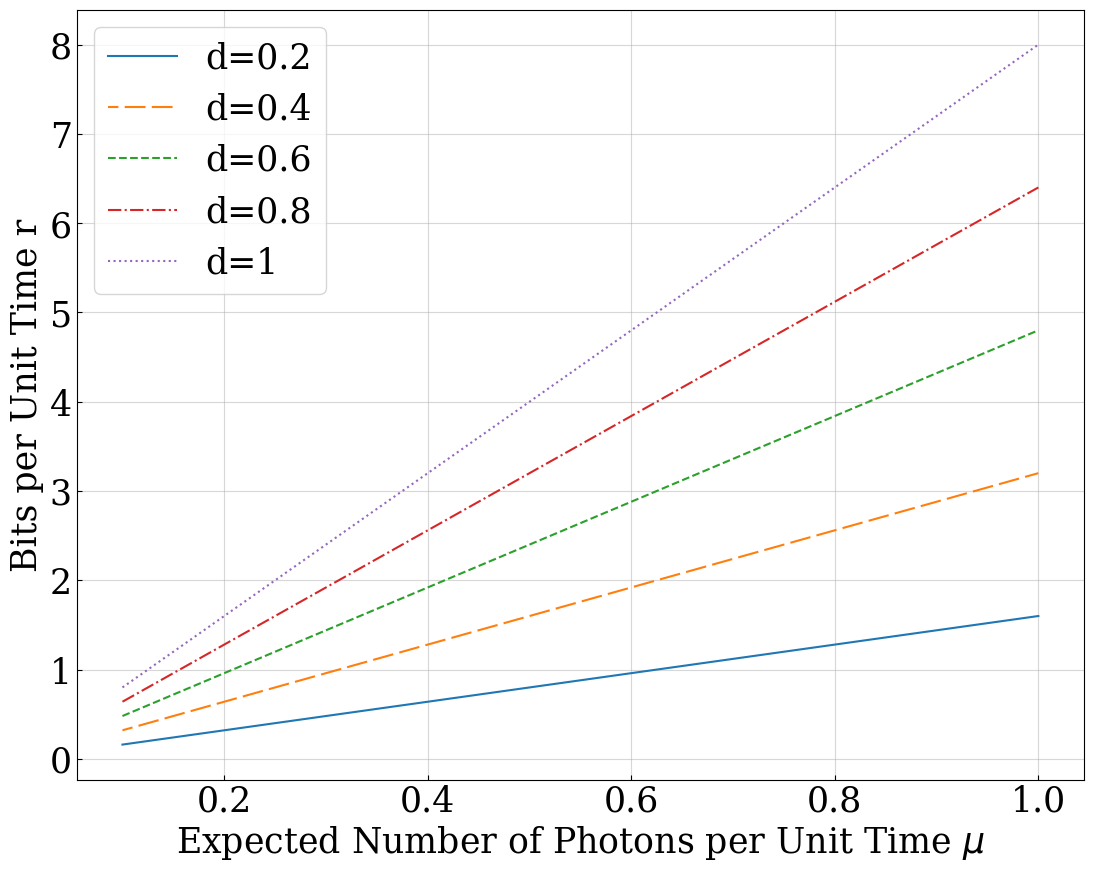 d=0.2
d=0.4
d=0.6
d=0.8
d=1
8
7
6
5
4
3
2
1
0
Bits per Unit Time r
0.2 0.4 0.6 0.8 1.0
Expected Number of Photons per Unit Time μ